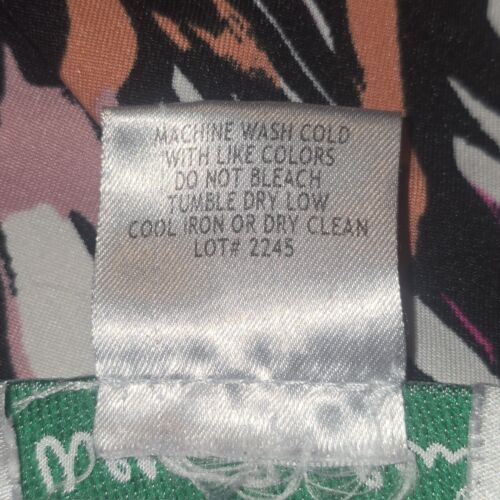 MACHINE WASH COLD
WITH LIKE COLORS
DO NOT BLEACH
TUMBLE DRY LOW
COOL IRON OR DRY CLEAN
LOT# 2245